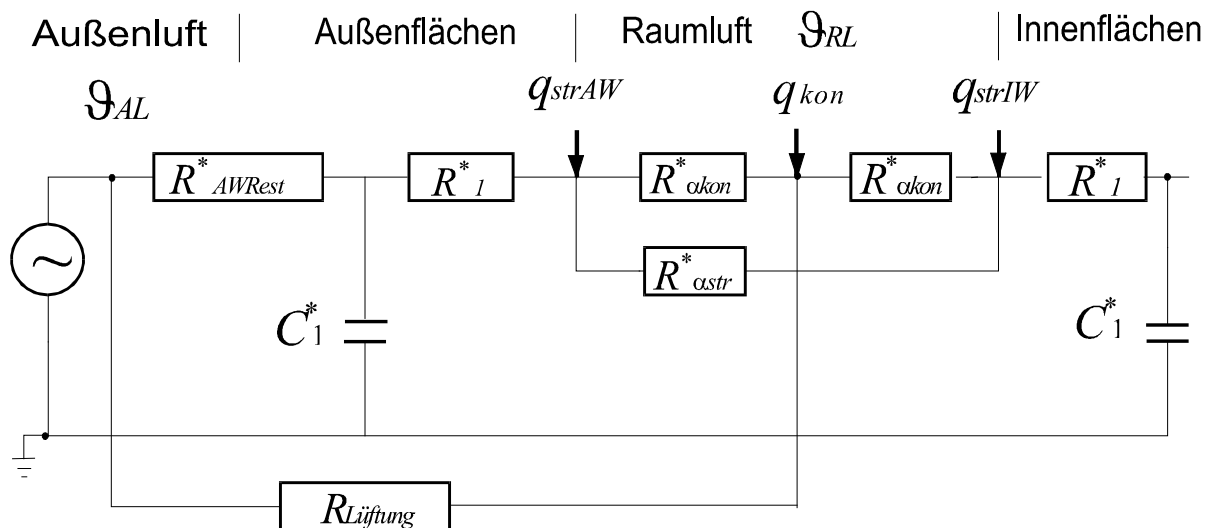 Außenluft | Außenflächen | Raumluft ϑRL | Innenflächen
ϑAL
qstrAW
qkon
qstrIW
R*AWRest
R*1
R*αkon
R*αkon
R*1
R*αstr
~
C*1
C*1
RLüftung